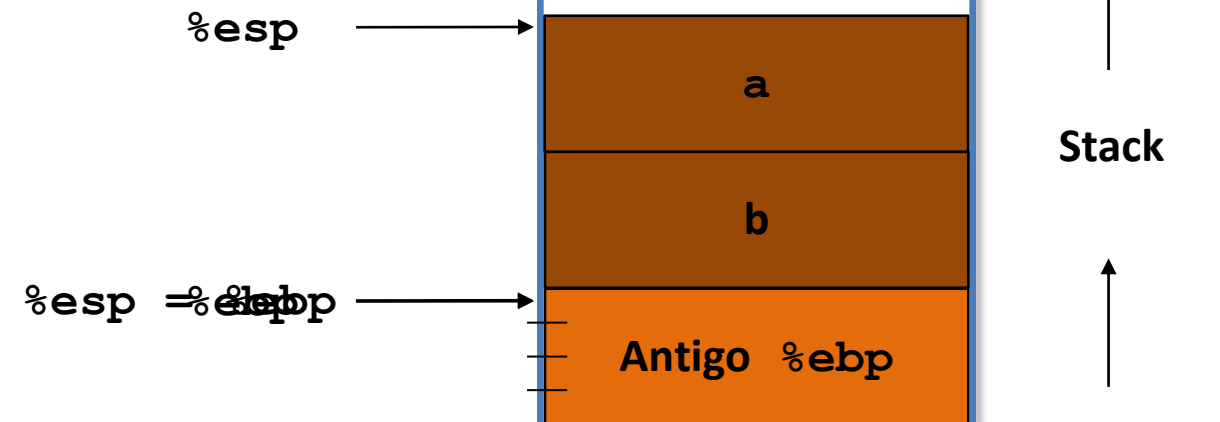 %esp
a
Stack
b
%esp =
Antigo %ebp